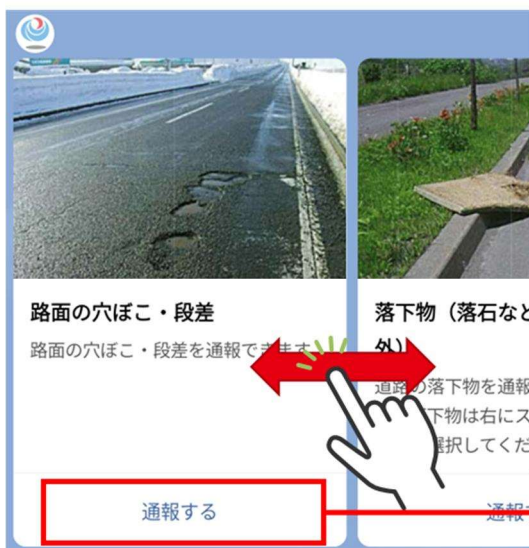 路面の穴ぼこ・段差
路面の穴ぼこ・段差を通報できます
通報する
落下物（落石など
外）
道路の落下物を通報
下物は右にス
選択してくだ
通報